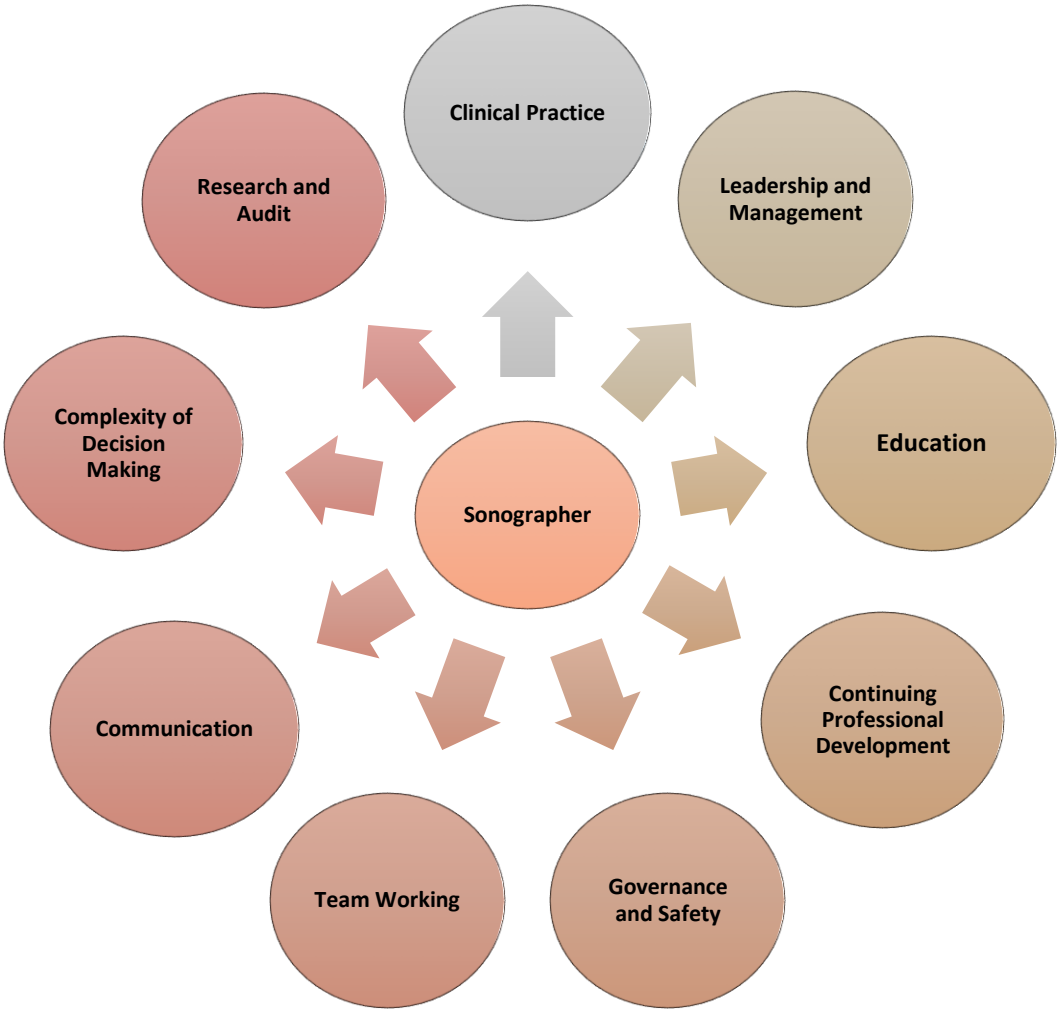 Clinical Practice
Leadership and
Management
Education
Continuing
Professional
Development
Governance
and Safety
Team Working
Communication
Complexity of
Decision
Making
Research and
Audit
Sonographer